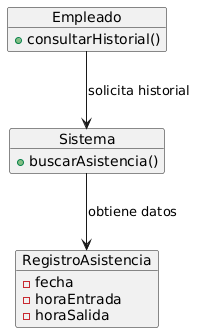 Empleado
consultarHistorial()
solicita historial
Sistema
buscarAsistencia()
obtiene datos
RegistroAsistencia
fecha
horaEntrada
horaSalida